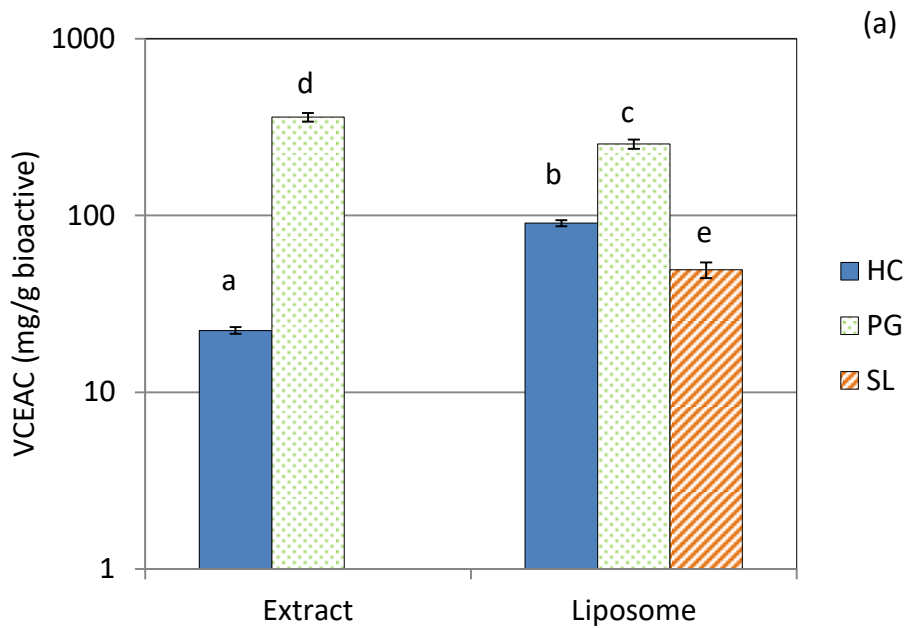 (a)
VCEAC (mg/g bioactive)
1000
100
10
1
a
d
b
c
e
Extract
Liposome
HC
PG
SL